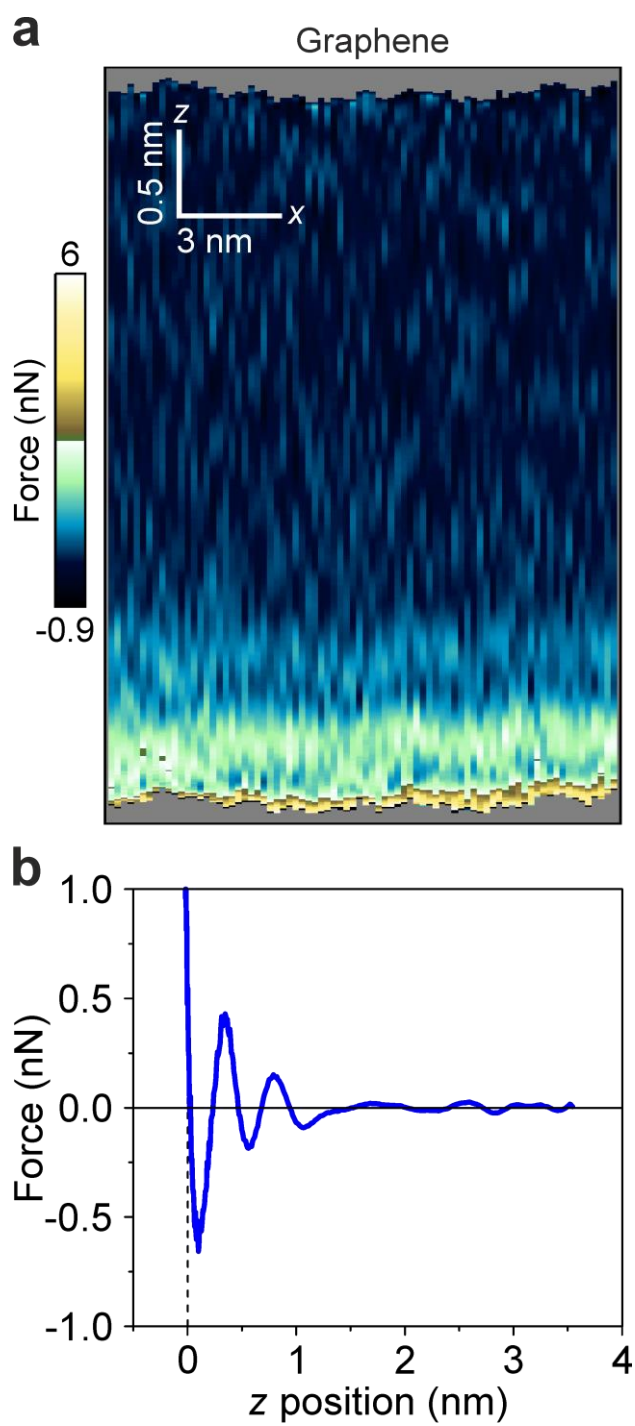 a
Graphene
z
0.5 nm
x
3 nm
6
Force (nN)
-0.9
b
1.0
0.5
0.0
-0.5
-1.0
Force (nN)
0 1 2 3 4
z position (nm)